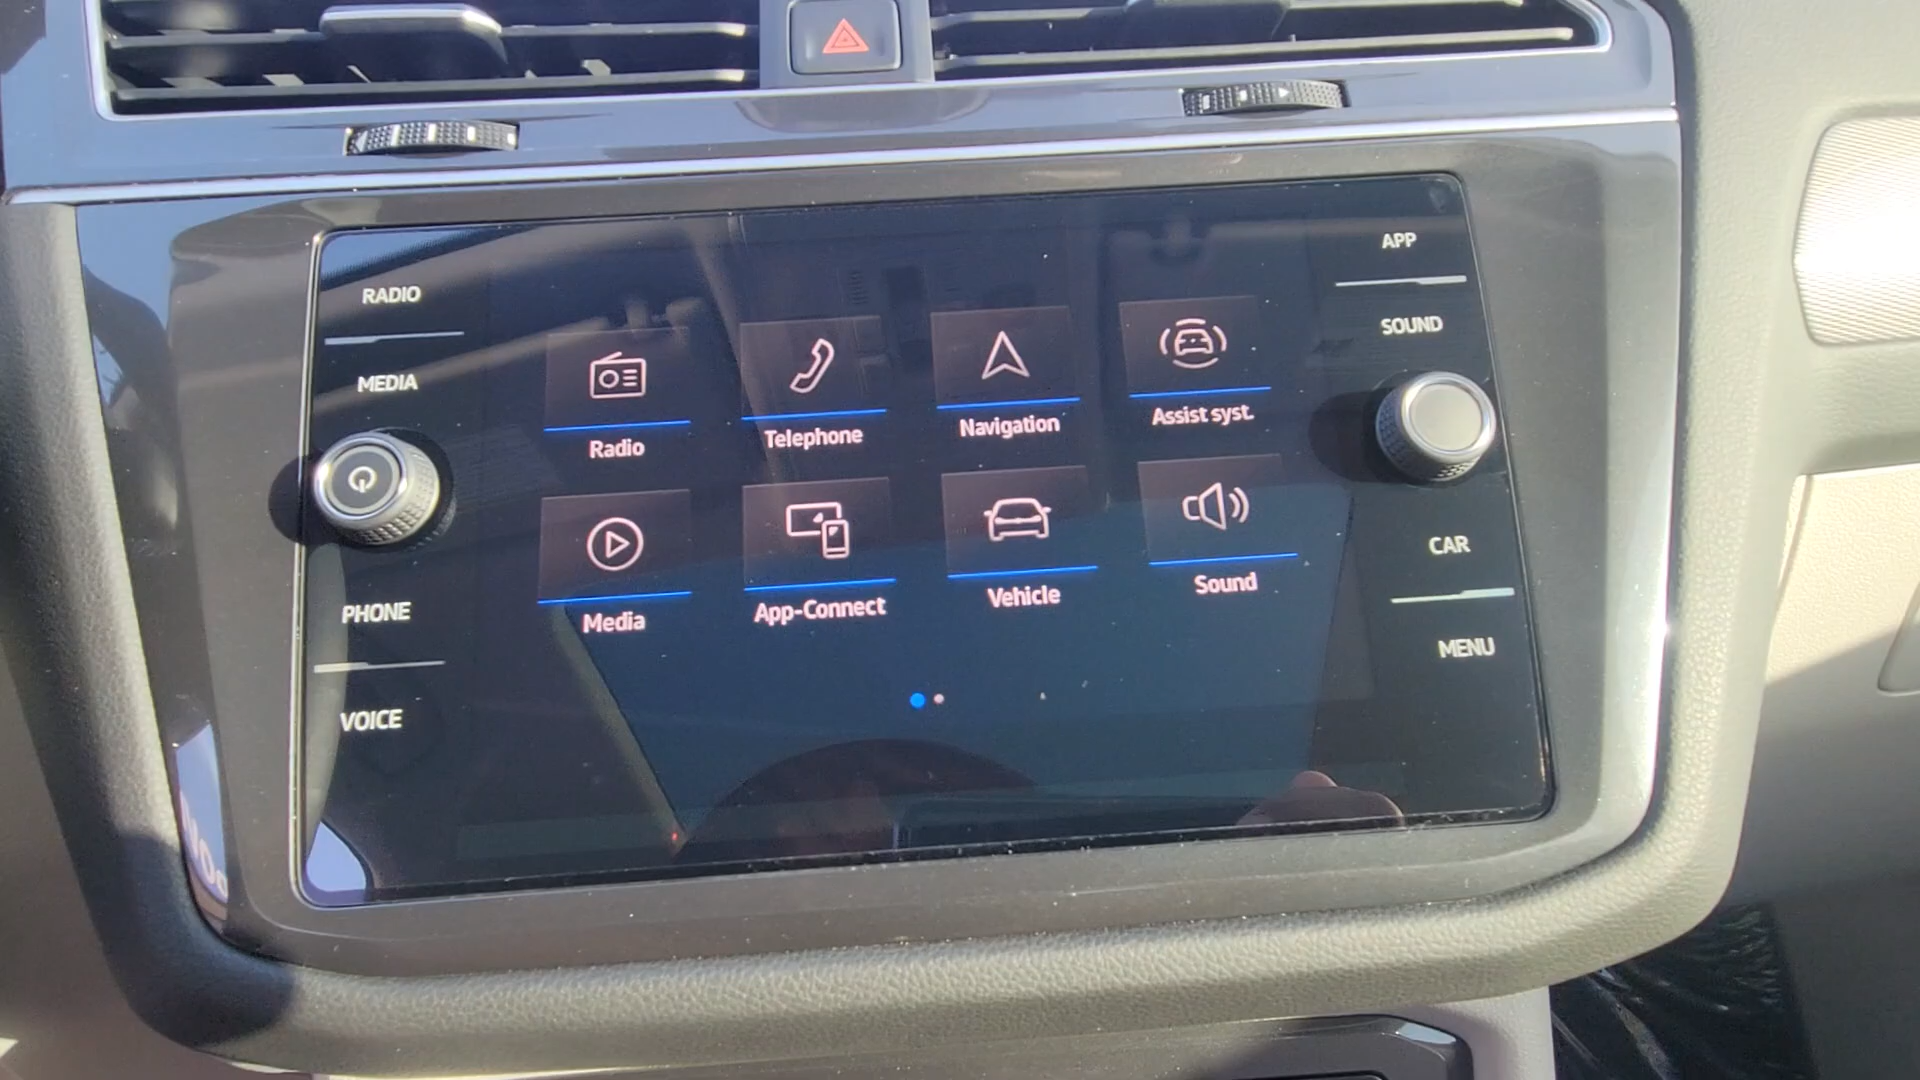 RADIO
MEDIA
PHONE
VOICE
Radio
Telephone
Navigation
Assist syst.
Media
App-Connect
Vehicle
Sound
APP
SOUND
CAR
MENU